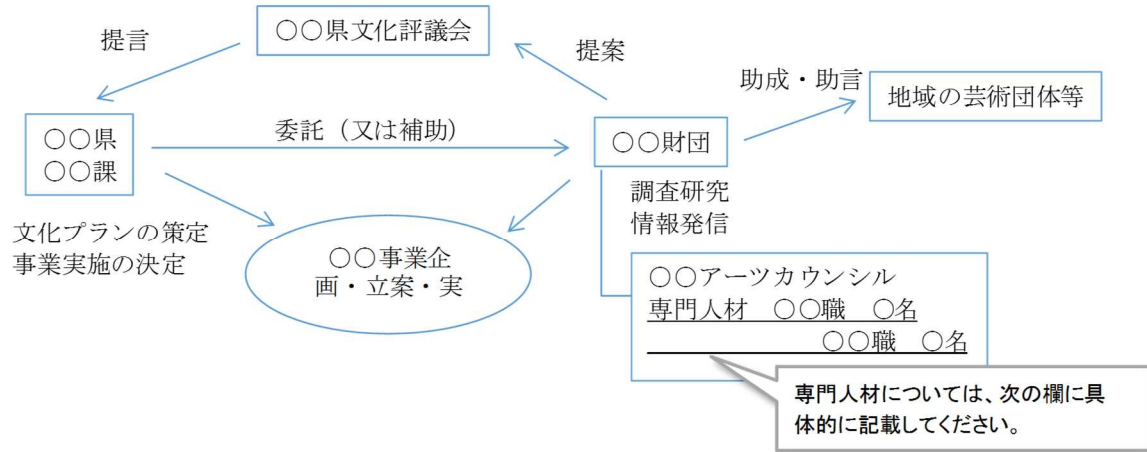 提言
○○県文化評議会
提案
助成・助言
地域の芸術団体等
○○県
○○課
委託（又は補助）
○○財団
文化プランの策定
事業実施の決定
調査研究
情報発信
○○事業企
画・立案・実
○○アーツカウンシル
専門人材　○○職　○名
○○職　○名
専門人材については、次の欄に具
体的に記載してください。